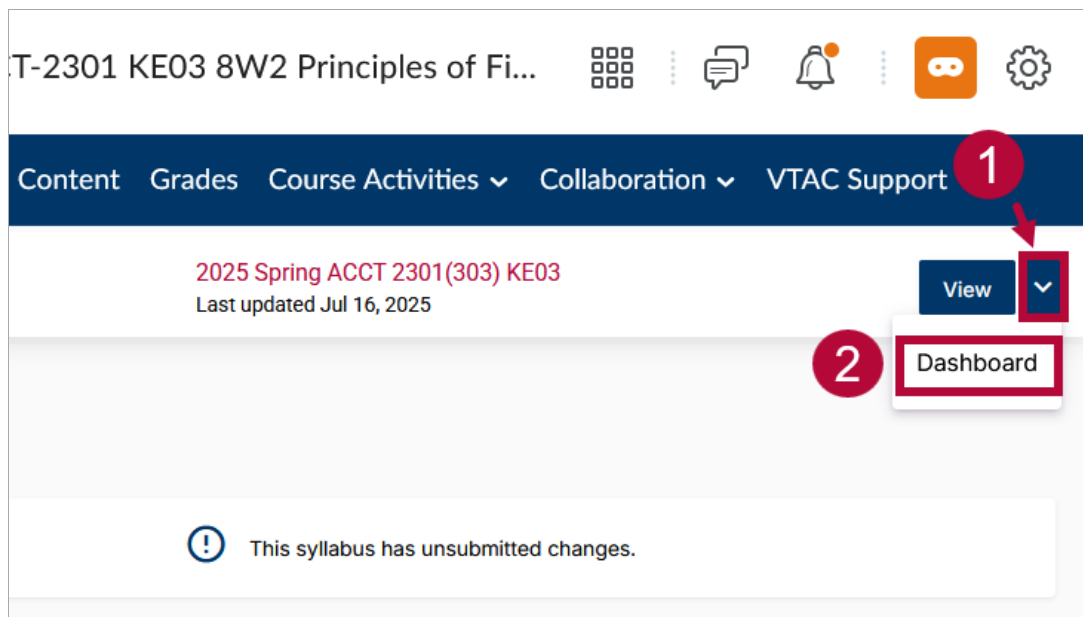 CT-2301 KE03 8W2 Principles of Fi...
Content Grades Course Activities Collaboration VTAC Support
1
2025 Spring ACCT 2301(303) KE03
Last updated Jul 16, 2025
View
2
Dashboard
This syllabus has unsubmitted changes.